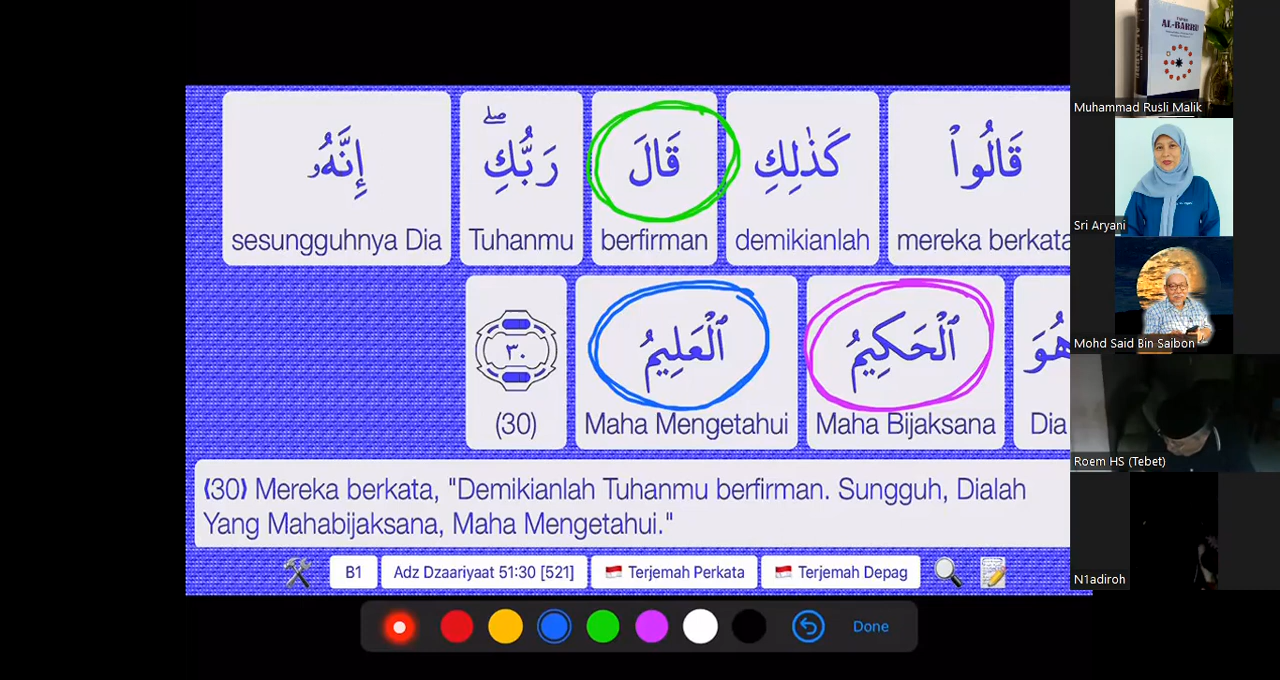 قَالُوا۟ كَذَٰلِكِ قَالَ رَبُّكِ ۖ إِنَّهُۥ
mereka berkata demikianlah berfirman Tuhanmu sesungguhnya Dia
هُوَ ٱلْحَكِيمُ ٱلْعَلِيمُ ٣٠
Dia Maha Bijaksana Maha Mengetahui (30)
(30) Mereka berkata, "Demikianlah Tuhanmu berfirman. Sungguh, Dialah
Yang Mahabijaksana, Maha Mengetahui."
B1 Adz Dzaariyaat 51:30 [521] Terjemah Perkata Terjemah Depag
Done
TAFSIR
AL-BARRU
Muhammad Rusli Malik
Sri Aryani
Mohd Said Bin Saibon
Roem HS (Tebet)
N1adiroh